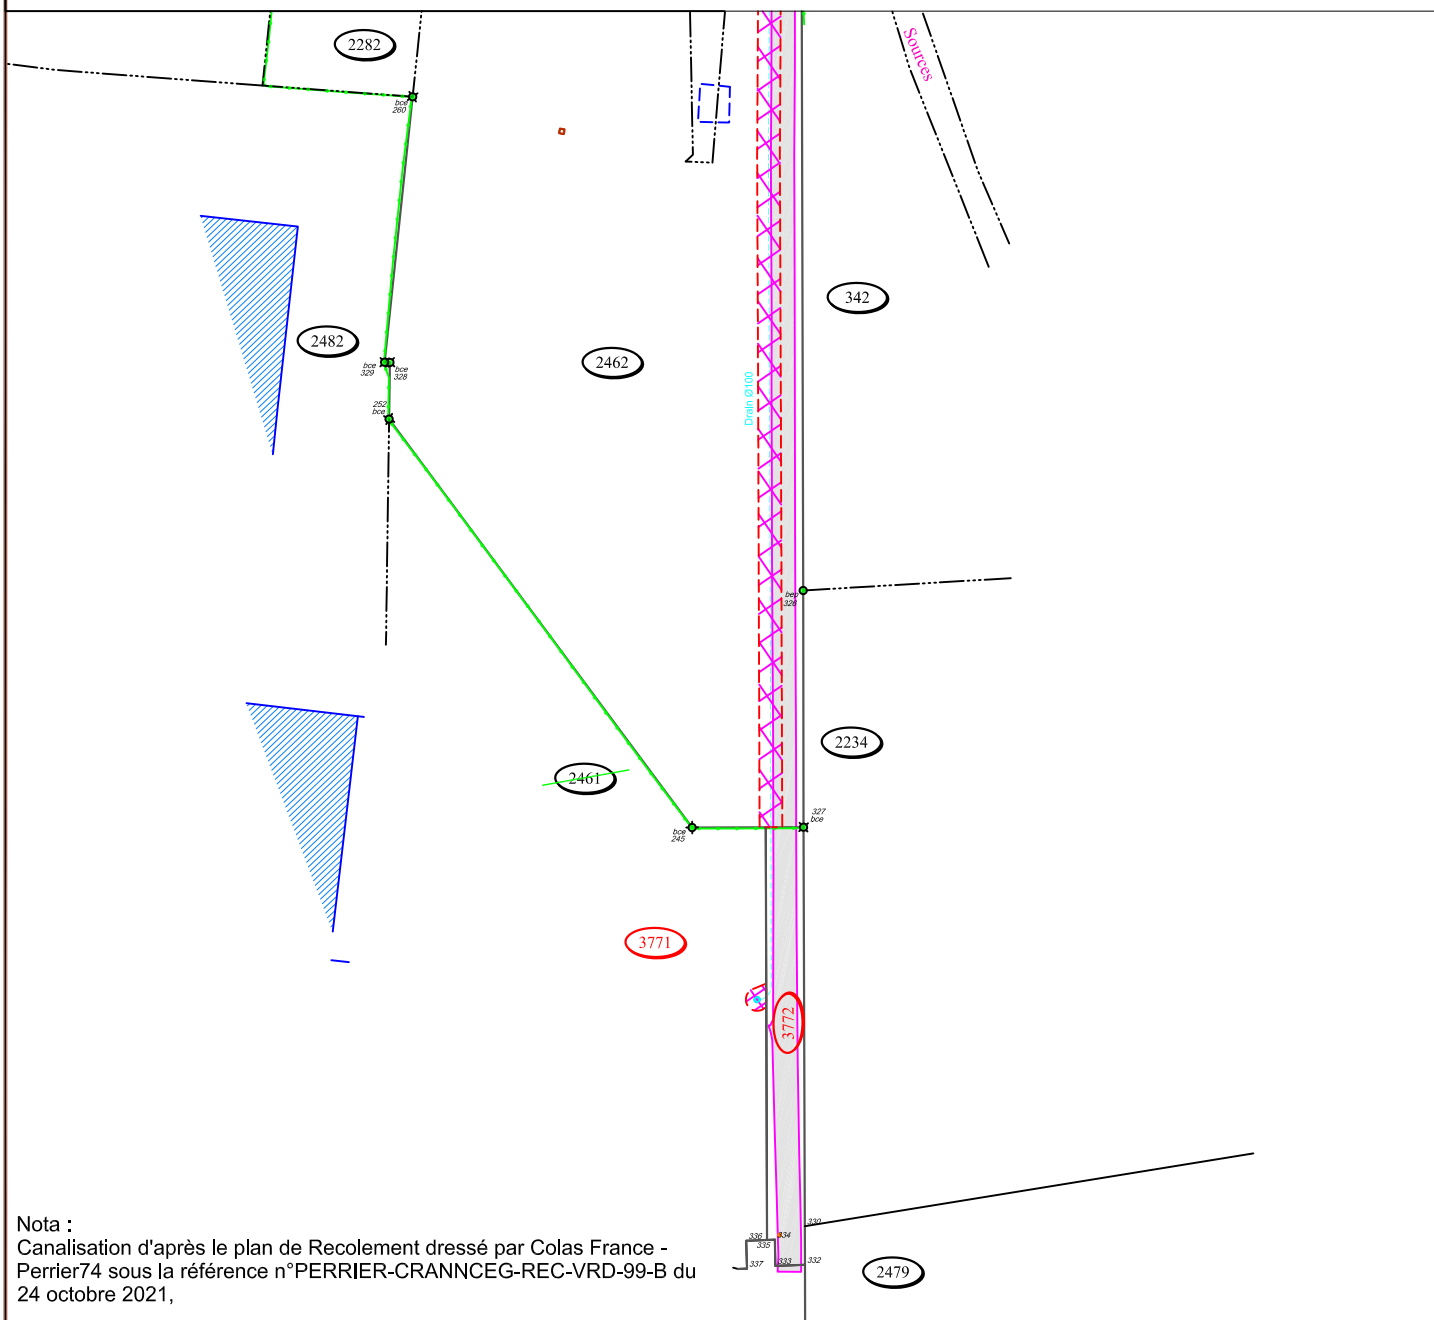 2282
Sources
bce
260
342
2482
2462
bce
329
bce
328
Drain Ø100
252
bce
bep
326
2234
2461
327
bce
bce
245
3771
3772
330
336
334
335
333
332
337
2479
Nota :
Canalisation d'après le plan de Recolement dressé par Colas France -
Perrier74 sous la référence n°PERRIER-CRANNCEG-REC-VRD-99-B du
24 octobre 2021,